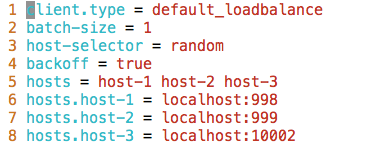 1 client.type = default_loadbalance
2 batch-size = 1
3 host-selector = random
4 backoff = true
5 hosts = host-1 host-2 host-3
6 hosts.host-1 = localhost:998
7 hosts.host-2 = localhost:999
8 hosts.host-3 = localhost:10002